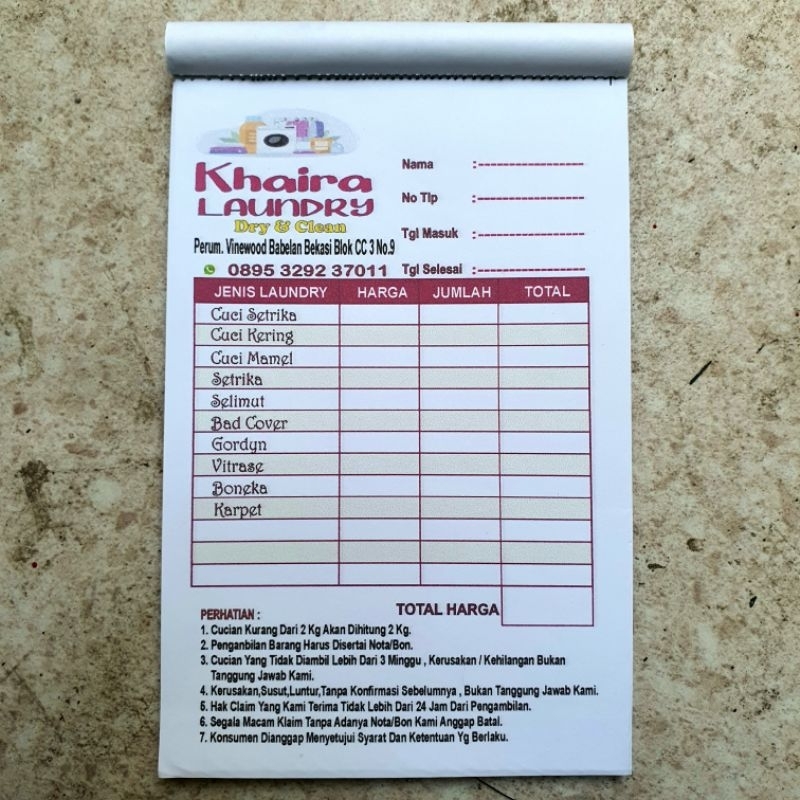 Khaira
LAUNDRY
Dry & Clean
Perum. Vinewood Babelan Bekasi Blok CC 3 No.9
0895 3292 37011
Nama :----------------
No Tlp :----------------
Tgl Masuk :----------------
Tgl Selesai :----------------
JENIS LAUNDRY HARGA JUMLAH TOTAL
Cuci Setrika
Cuci Kering
Cuci Mamel
Setrika
Selimut
Bad Cover
Gordyn
Vitrase
Boneka
Karpet
TOTAL HARGA
PERHATIAN :
1. Cucian Kurang Dari 2 Kg Akan Dihitung 2 Kg.
2. Penganbilan Barang Harus Disertai Nota/Bon.
3. Cucian Yang Tidak Diambil Lebih Dari 3 Minggu , Kerusakan / Kehilangan Bukan
Tanggung Jawab Kami.
4. Kerusakan,Susut,Luntur,Tanpa Konfirmasi Sebelumnya , Bukan Tanggung Jawab Kami.
5. Hak Claim Yang Kami Terima Tidak Lebih Dari 24 Jam Dari Pengambilan.
6. Segala Macam Klaim Tanpa Adanya Nota/Bon Kami Anggap Batal.
7. Konsumen Dianggap Menyetujui Syarat Dan Ketentuan Yg Berlaku.